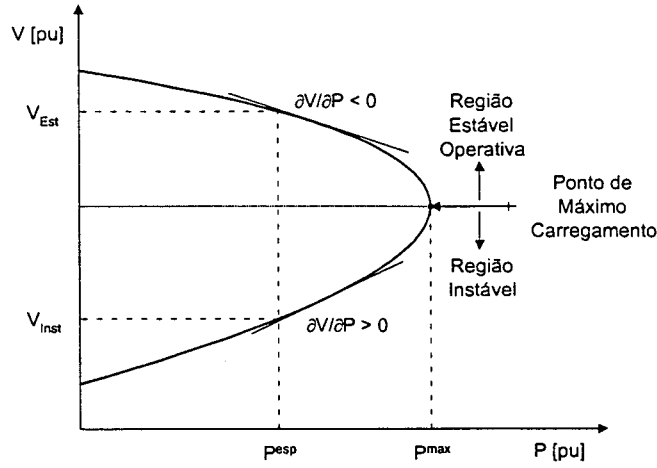 V [pu]
∂V/∂P < 0
V_Est
Região
Estável
Operativa
Ponto de
Máximo
Carregamento
Região
Instável
V_Inst
∂V/∂P > 0
P^esp
P^max
P [pu]